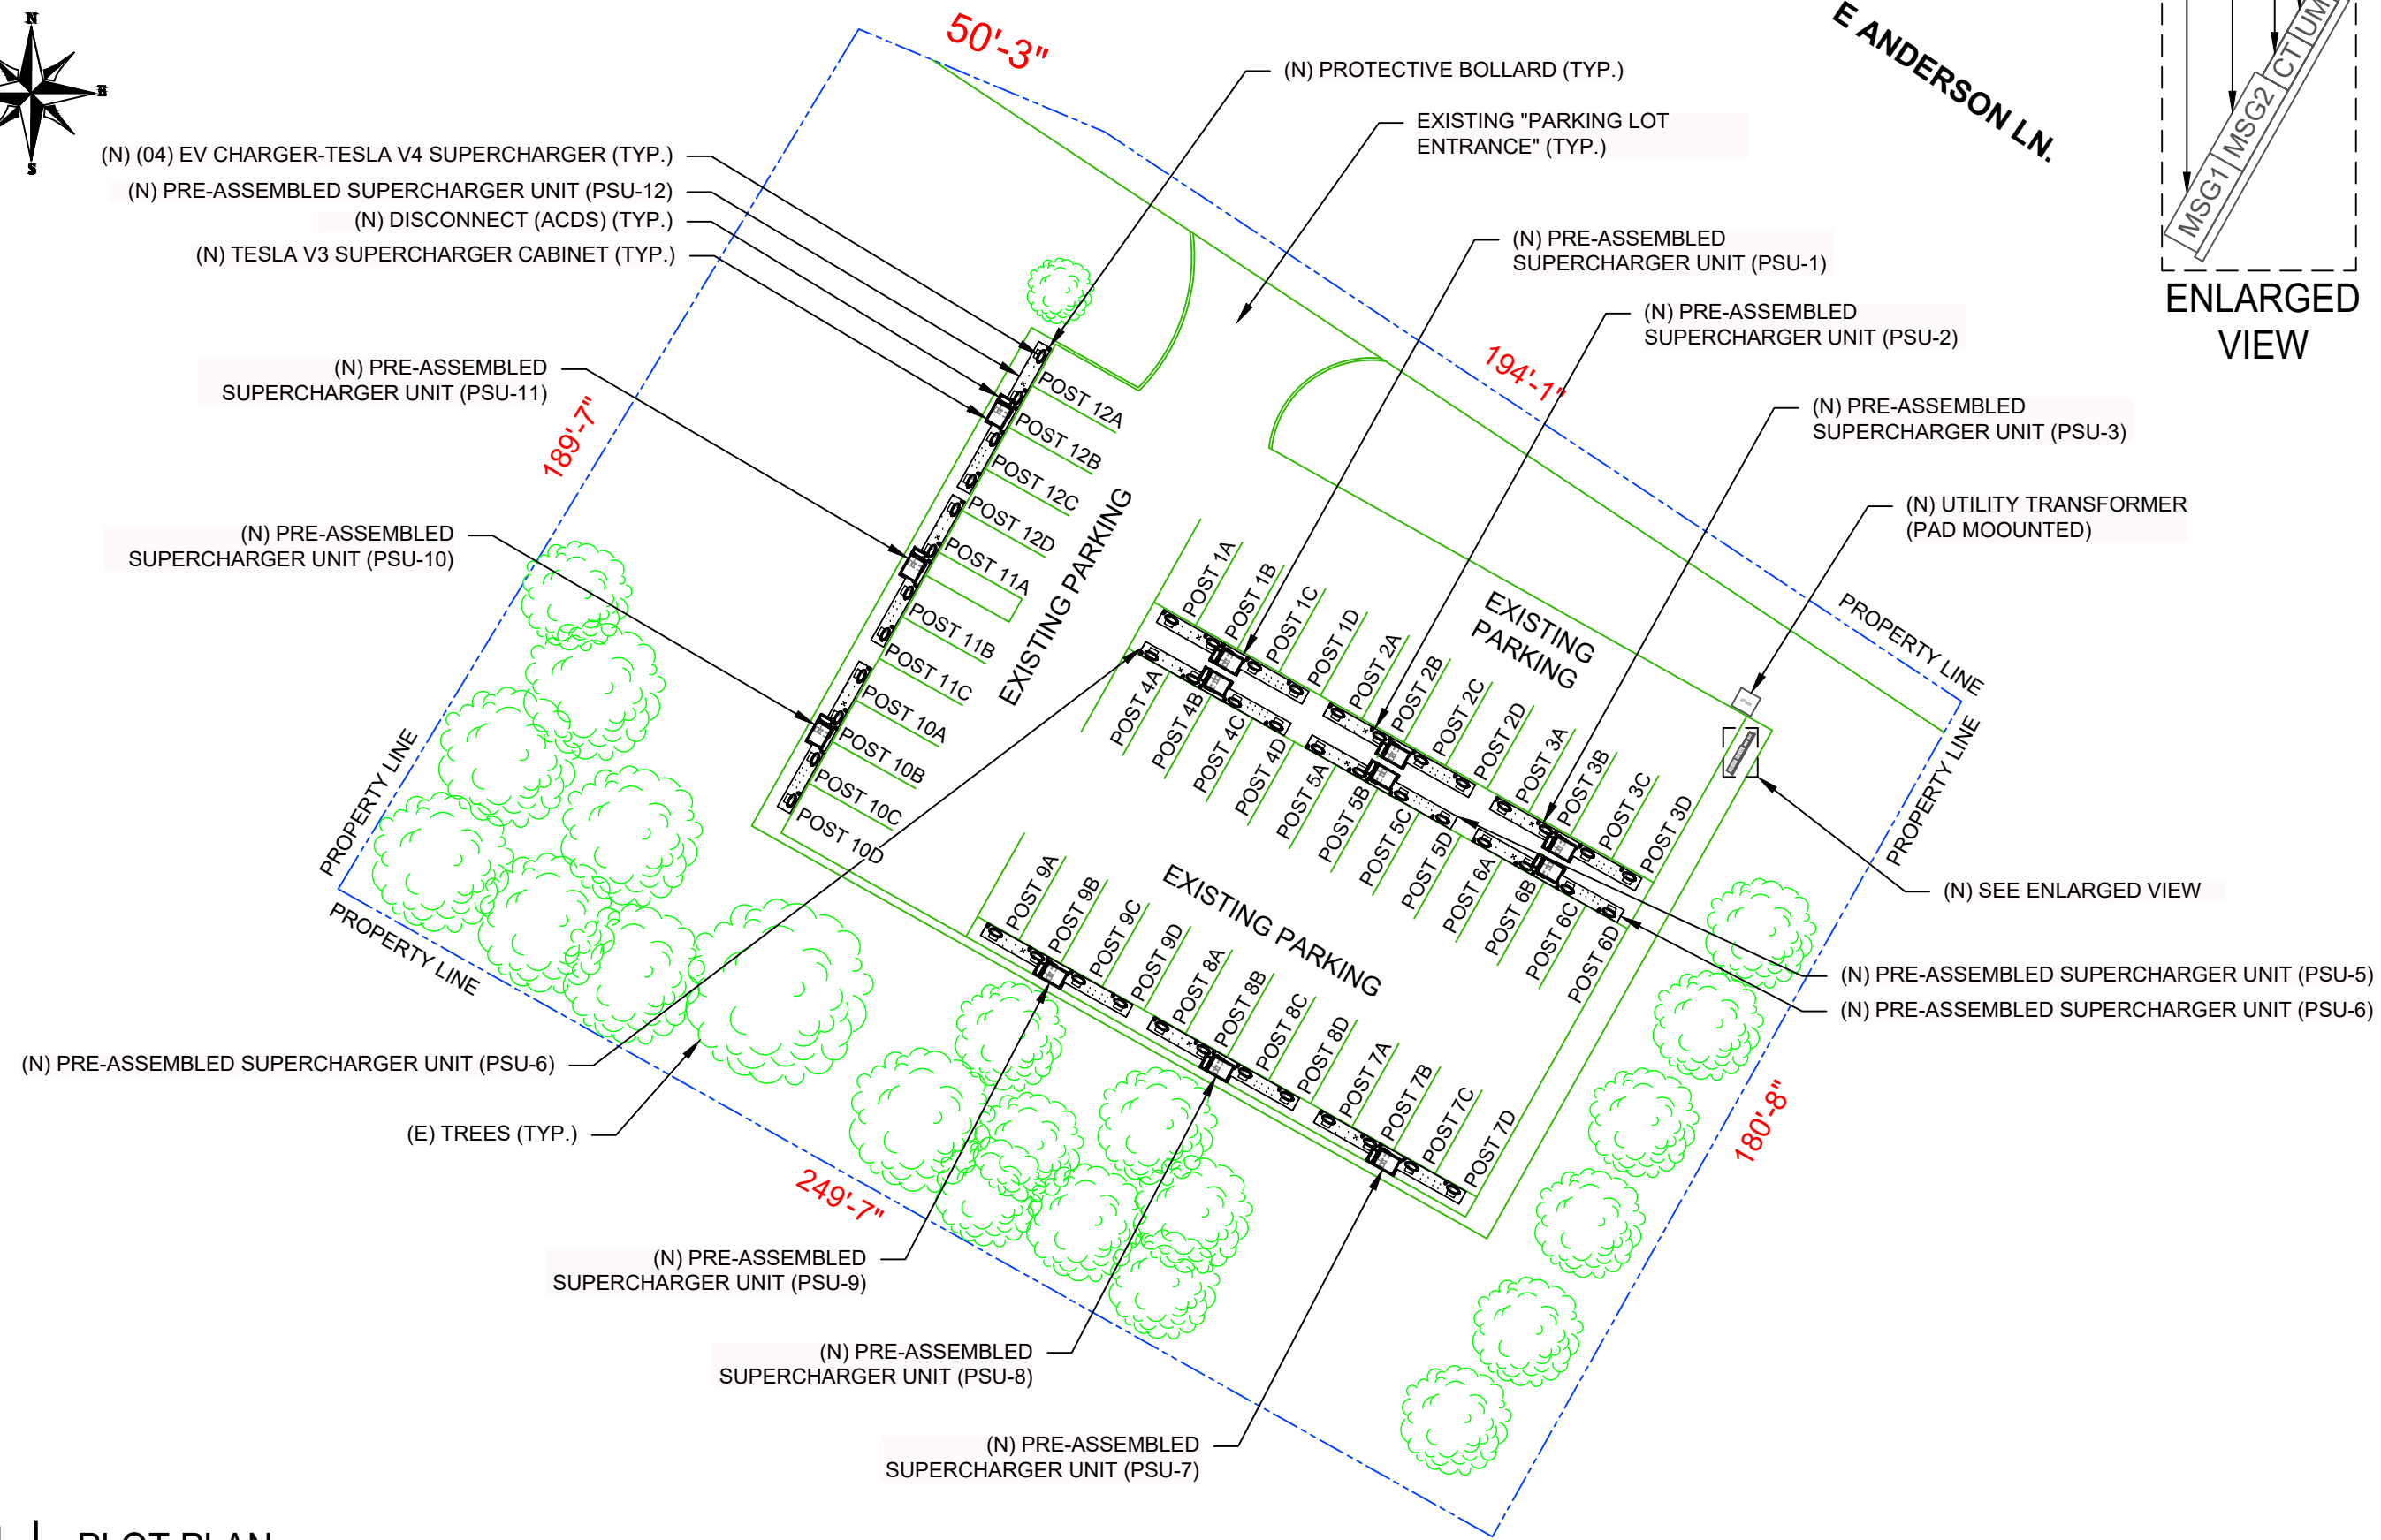 N
E
S
50'-3"
E ANDERSON LN.
MSG1
MSG2
CT
UM
ENLARGED
VIEW
(N) PROTECTIVE BOLLARD (TYP.)
EXISTING "PARKING LOT
ENTRANCE" (TYP.)
(N) (04) EV CHARGER-TESLA V4 SUPERCHARGER (TYP.)
(N) PRE-ASSEMBLED SUPERCHARGER UNIT (PSU-12)
(N) DISCONNECT (ACDS) (TYP.)
(N) TESLA V3 SUPERCHARGER CABINET (TYP.)
(N) PRE-ASSEMBLED
SUPERCHARGER UNIT (PSU-1)
(N) PRE-ASSEMBLED
SUPERCHARGER UNIT (PSU-2)
194'-1"
(N) PRE-ASSEMBLED
SUPERCHARGER UNIT (PSU-11)
189'-7"
(N) PRE-ASSEMBLED
SUPERCHARGER UNIT (PSU-3)
(N) UTILITY TRANSFORMER
(PAD MOOUNTED)
(N) PRE-ASSEMBLED
SUPERCHARGER UNIT (PSU-10)
POST 12A
POST 12B
POST 12C
POST 12D
POST 11A
POST 11B
POST 11C
POST 10A
POST 10B
POST 10C
POST 10D
EXISTING PARKING
POST 1A
POST 1B
POST 1C
POST 1D
POST 2A
POST 2B
POST 2C
POST 2D
POST 3A
POST 3B
POST 3C
POST 3D
EXISTING
PARKING
PROPERTY LINE
PROPERTY LINE
POST 4A
POST 4B
POST 4C
POST 4D
POST 5A
POST 5B
POST 5C
POST 5D
POST 6A
POST 6B
POST 6C
POST 6D
PROPERTY LINE
PROPERTY LINE
(N) SEE ENLARGED VIEW
EXISTING PARKING
POST 9A
POST 9B
POST 9C
POST 9D
POST 8A
POST 8B
POST 8C
POST 8D
POST 7A
POST 7B
POST 7C
POST 7D
(N) PRE-ASSEMBLED SUPERCHARGER UNIT (PSU-5)
(N) PRE-ASSEMBLED SUPERCHARGER UNIT (PSU-6)
(N) PRE-ASSEMBLED SUPERCHARGER UNIT (PSU-6)
(E) TREES (TYP.)
180'-8"
249'-7"
(N) PRE-ASSEMBLED
SUPERCHARGER UNIT (PSU-9)
(N) PRE-ASSEMBLED
SUPERCHARGER UNIT (PSU-8)
(N) PRE-ASSEMBLED
SUPERCHARGER UNIT (PSU-7)
PLOT PLAN